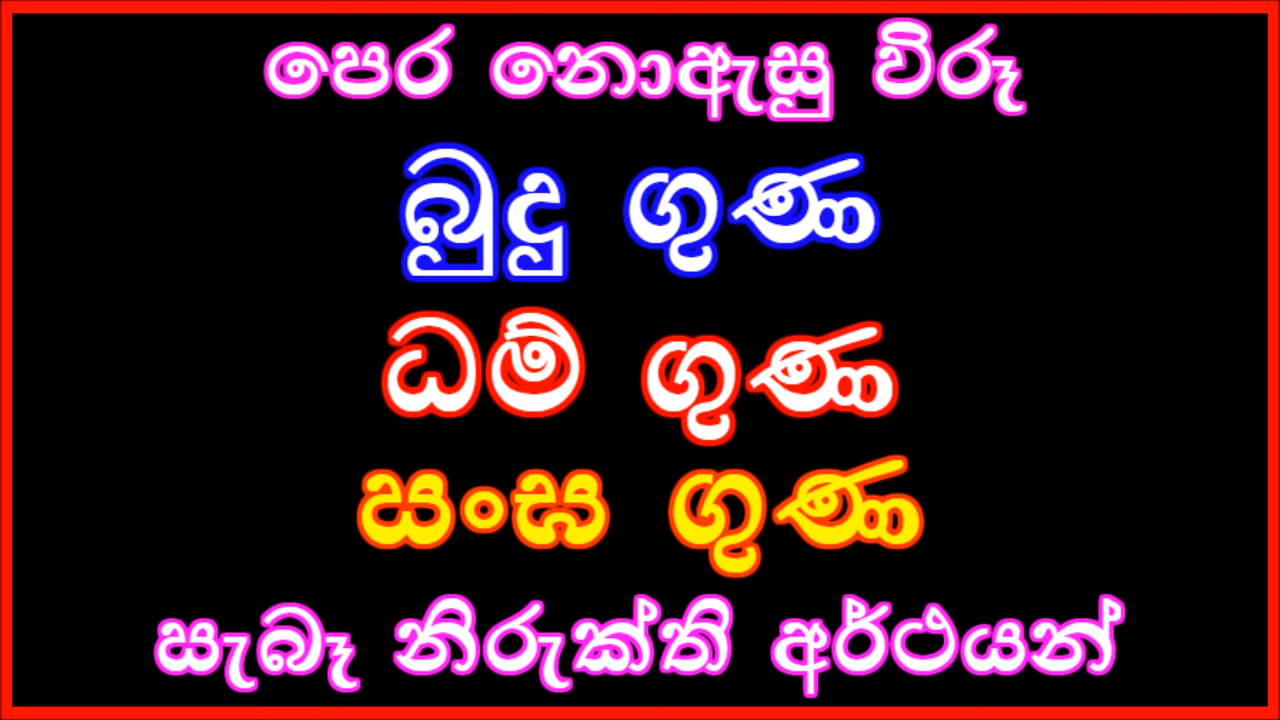 පෙර නොඇසු විරූ
බුදු ගුණ
ධම් ගුණ
සංඝ ගුණ
සැබෑ නිරුක්ති අර්ථයන්